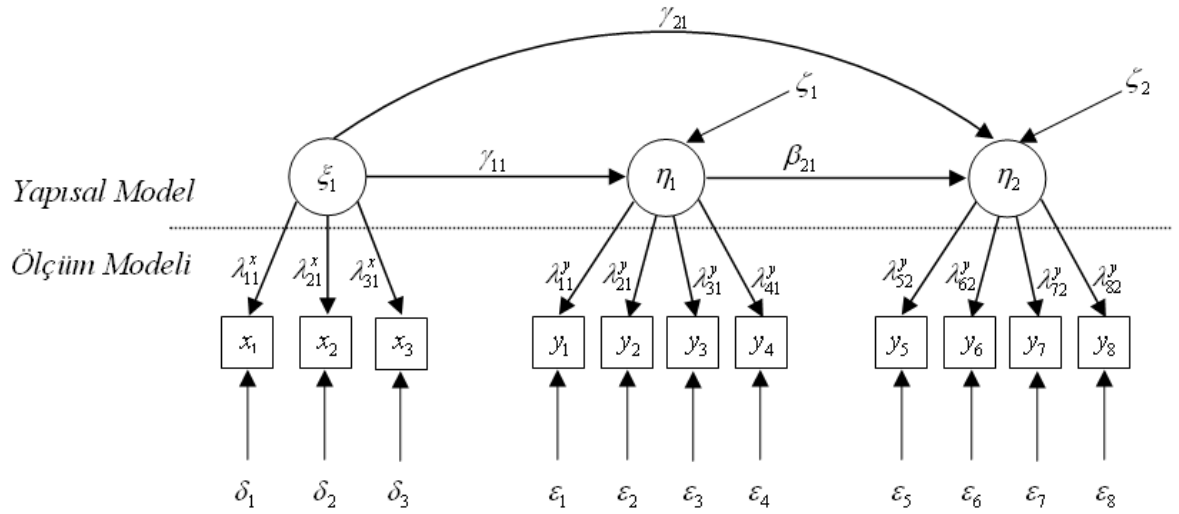 γ₂₁
ζ₁ ζ₂
ξ₁ γ₁₁ η₁ β₂₁ η₂
Yapısal Model
Ölçüm Modeli
λ₁₁ˣ λ₂₁ˣ λ₃₁ˣ λ₁₁ʸ λ₂₁ʸ λ₃₁ʸ λ₄₁ʸ λ₅₂ʸ λ₆₂ʸ λ₇₂ʸ λ₈₂ʸ
x₁ x₂ x₃ y₁ y₂ y₃ y₄ y₅ y₆ y₇ y₈
δ₁ δ₂ δ₃ ε₁ ε₂ ε₃ ε₄ ε₅ ε₆ ε₇ ε₈